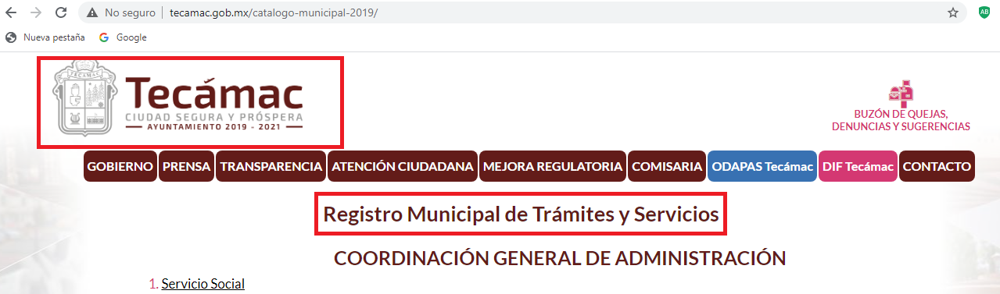 No seguro | tecamac.gob.mx/catalogo-municipal-2019/
AB
Nueva pestaña Google
TECAMAC
Tecámac
CIUDAD SEGURA Y PRÓSPERA
AYUNTAMIENTO 2019 - 2021
BUZÓN DE QUEJAS,
DENUNCIAS Y SUGERENCIAS
GOBIERNO PRENSA TRANSPARENCIA ATENCIÓN CIUDADANA MEJORA REGULATORIA COMISARIA ODAPAS Tecámac DIF Tecámac CONTACTO
Registro Municipal de Trámites y Servicios
COORDINACIÓN GENERAL DE ADMINISTRACIÓN
1. Servicio Social